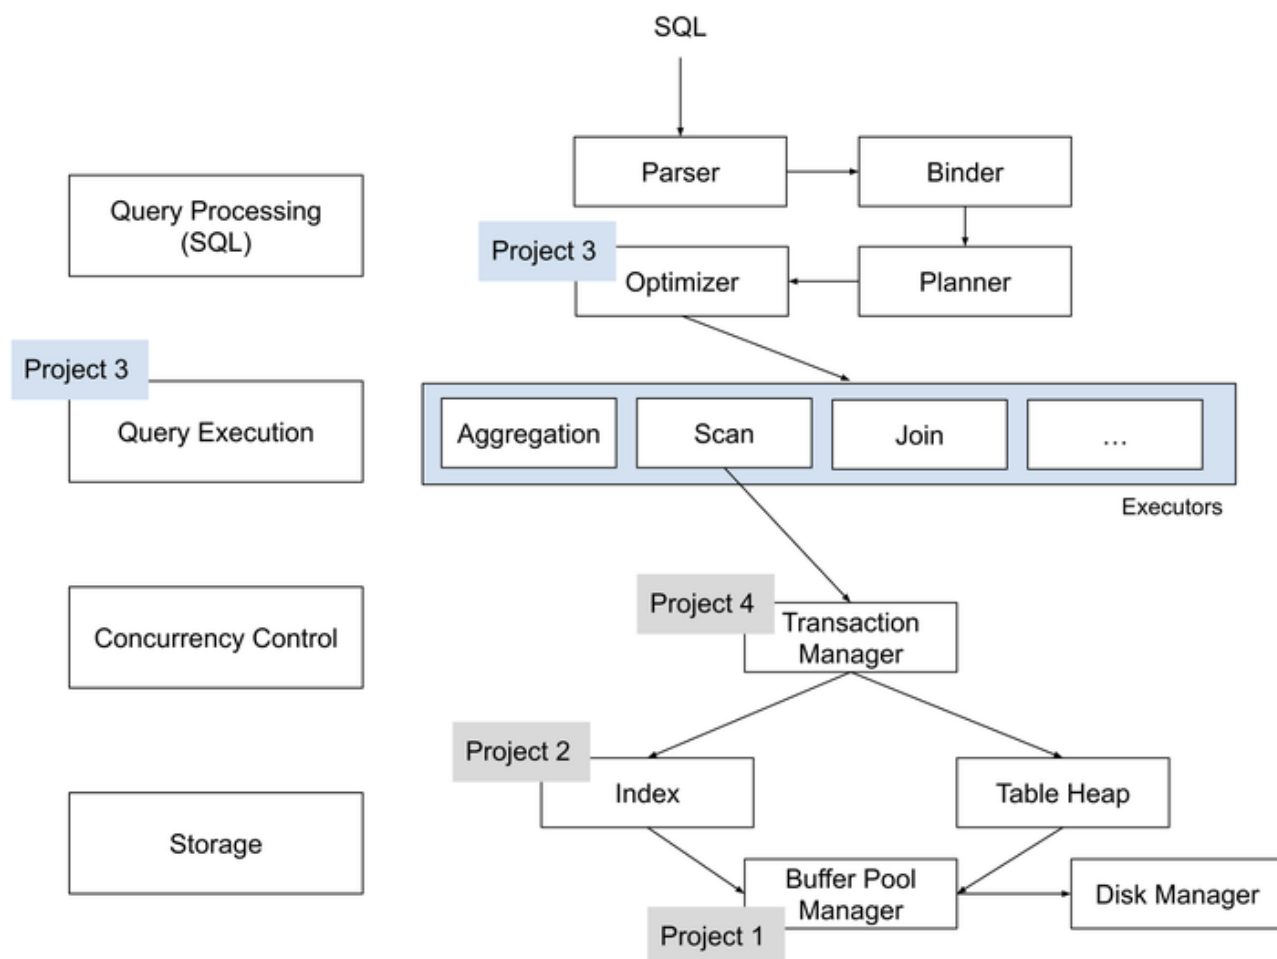 SQL
Parser
Binder
Query Processing
(SQL)
Project 3
Optimizer
Planner
Project 3
Query Execution
Aggregation
Scan
Join
...
Executors
Project 4
Transaction
Manager
Concurrency Control
Project 2
Index
Table Heap
Storage
Buffer Pool
Manager
Disk Manager
Project 1